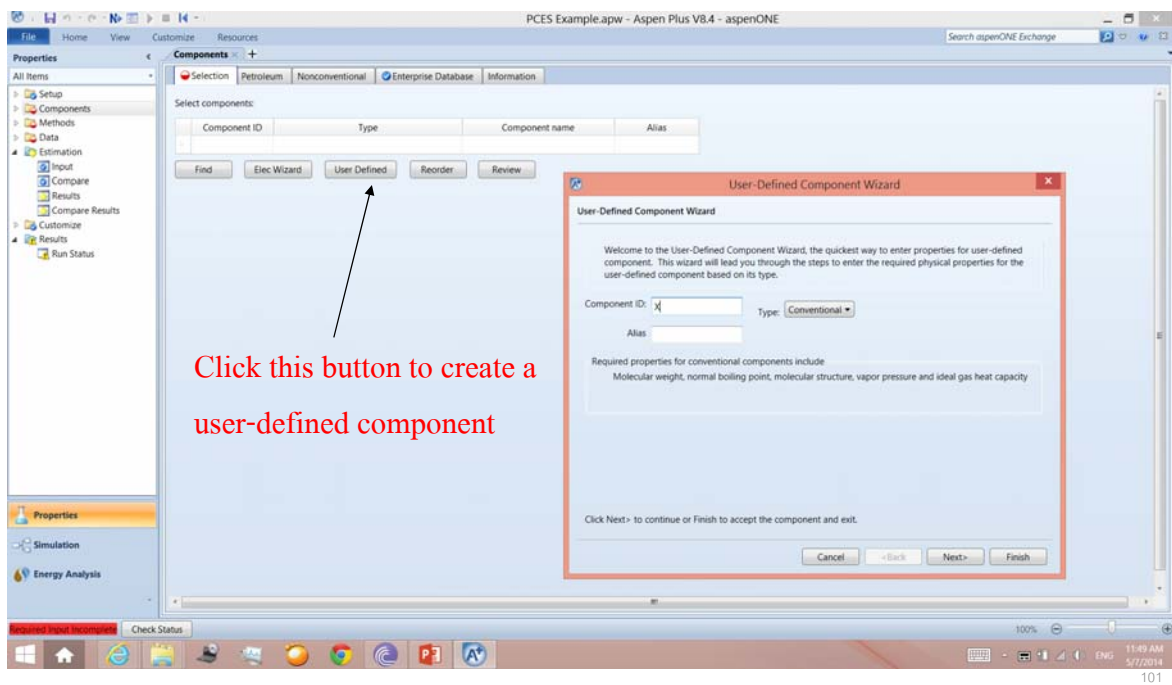 PCES Example.apw - Aspen Plus V8.4 - aspenONE
File Home View Customize Resources Search aspenONE Exchange
Properties
Components +
All Items
Selection Petroleum Nonconventional Enterprise Database Information
Setup
Components
Methods
Data
Estimation
Input
Compare
Results
Compare Results
Customize
Results
Run Status
Select components:
Component ID Type Component name Alias
Find Elec Wizard User Defined Reorder Review
Click this button to create a
user-defined component
User-Defined Component Wizard
User-Defined Component Wizard
Welcome to the User-Defined Component Wizard, the quickest way to enter properties for user-defined
component. This wizard will lead you through the steps to enter the required physical properties for the
user-defined component based on its type.
Component ID: X Type: Conventional
Alias
Required properties for conventional components include
Molecular weight, normal boiling point, molecular structure, vapor pressure and ideal gas heat capacity
Click Next> to continue or Finish to accept the component and exit.
Cancel <Back Next> Finish
Properties
Simulation
Energy Analysis
Required Input Incomplete Check Status 100%
ENG 11:49 AM
5/7/2014
101